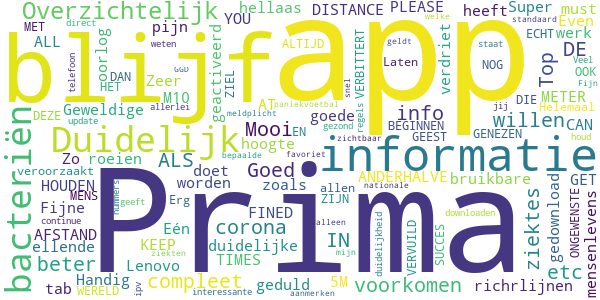 Overzichtelijk hellaas DISTANCE PLEASE heeft Super must
MET ALL oorlog pijn YOU Even werk
direct staat
telefoon weten GGD ALTIJD geldt standaard ECHT welke
blijf app
DAN HET ZIEL geactiveerd VERBITTERT Laten verdriet NOG Top DE Veel OOK Fijn
Geweldige M1Q Zeer allerlei AT paniekvoetbal info METER
DEZE update meldplicht snel regels DIE Helemaal
bacteriën Duidelijk Mooi EN goede BEGINNEN willen CAN
gezond zichtbaar GEEST jij GENEZEN
Zo roeien ALS hoogte informatie
veroorzaakt bepaalde favoriet houd
HOUDEN doet Goed zoals allen ANDERHALVE bruikbare
MENS worden ZIJN ziektes GET
Fijne Erg FINED corona
AFSTAND nummers geeft Eén nationale alleen gedownload ONGEWENSTE mensenlevens
ellende duidelijke IN downloaden
beter ziekten KEEP TIMES mijn duidelijkheid VERVUILD SUCCES
Handig Lenovo Prima voorkomen etc
continue compleet geduld 5M richrlijnen
tab WERELD ipv interessante aanmerken